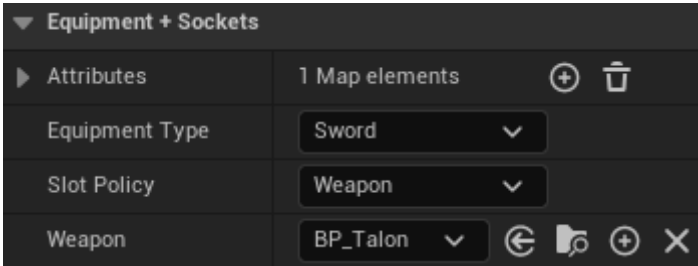 Equipment + Sockets
Attributes 1 Map elements
Equipment Type Sword
Slot Policy Weapon
Weapon BP_Talon